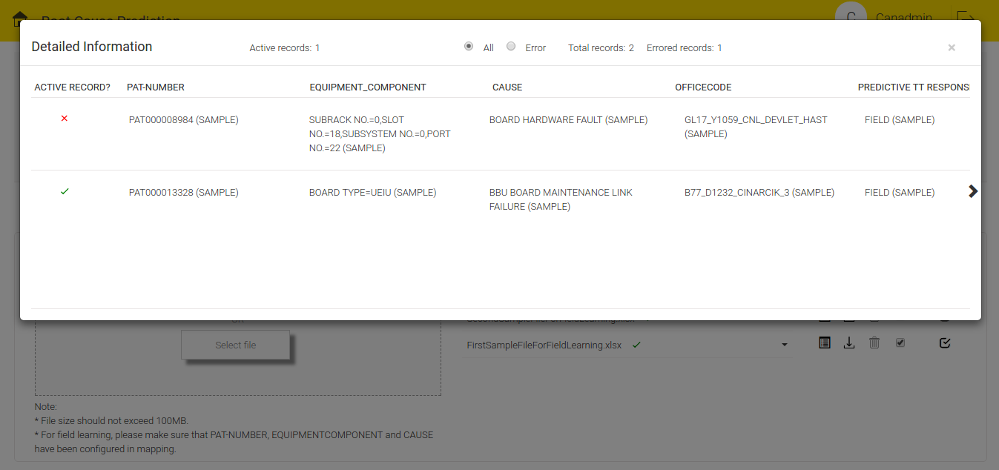 Root Cause Prediction
C
Canadmin
Detailed Information
Active records: 1
All
Error
Total records: 2
Errored records: 1
×
ACTIVE RECORD? PAT-NUMBER EQUIPMENT_COMPONENT CAUSE OFFICECODE PREDICTIVE TT RESPONS
PAT000008984 (SAMPLE)
SUBRACK NO.=0,SLOT
NO.=18,SUBSYSTEM NO.=0,PORT
NO.=22 (SAMPLE)
BOARD HARDWARE FAULT (SAMPLE)
GL17_Y1059_CNL_DEVLET_HAST
(SAMPLE)
FIELD (SAMPLE)
PAT000013328 (SAMPLE)
BOARD TYPE=UEIU (SAMPLE)
BBU BOARD MAINTENANCE LINK
FAILURE (SAMPLE)
B77_D1232_CINARCIK_3 (SAMPLE)
FIELD (SAMPLE)
Select file
FirstSampleFileForFieldLearning.xlsx
Note:
* File size should not exceed 100MB.
* For field learning, please make sure that PAT-NUMBER, EQUIPMENTCOMPONENT and CAUSE
have been configured in mapping.